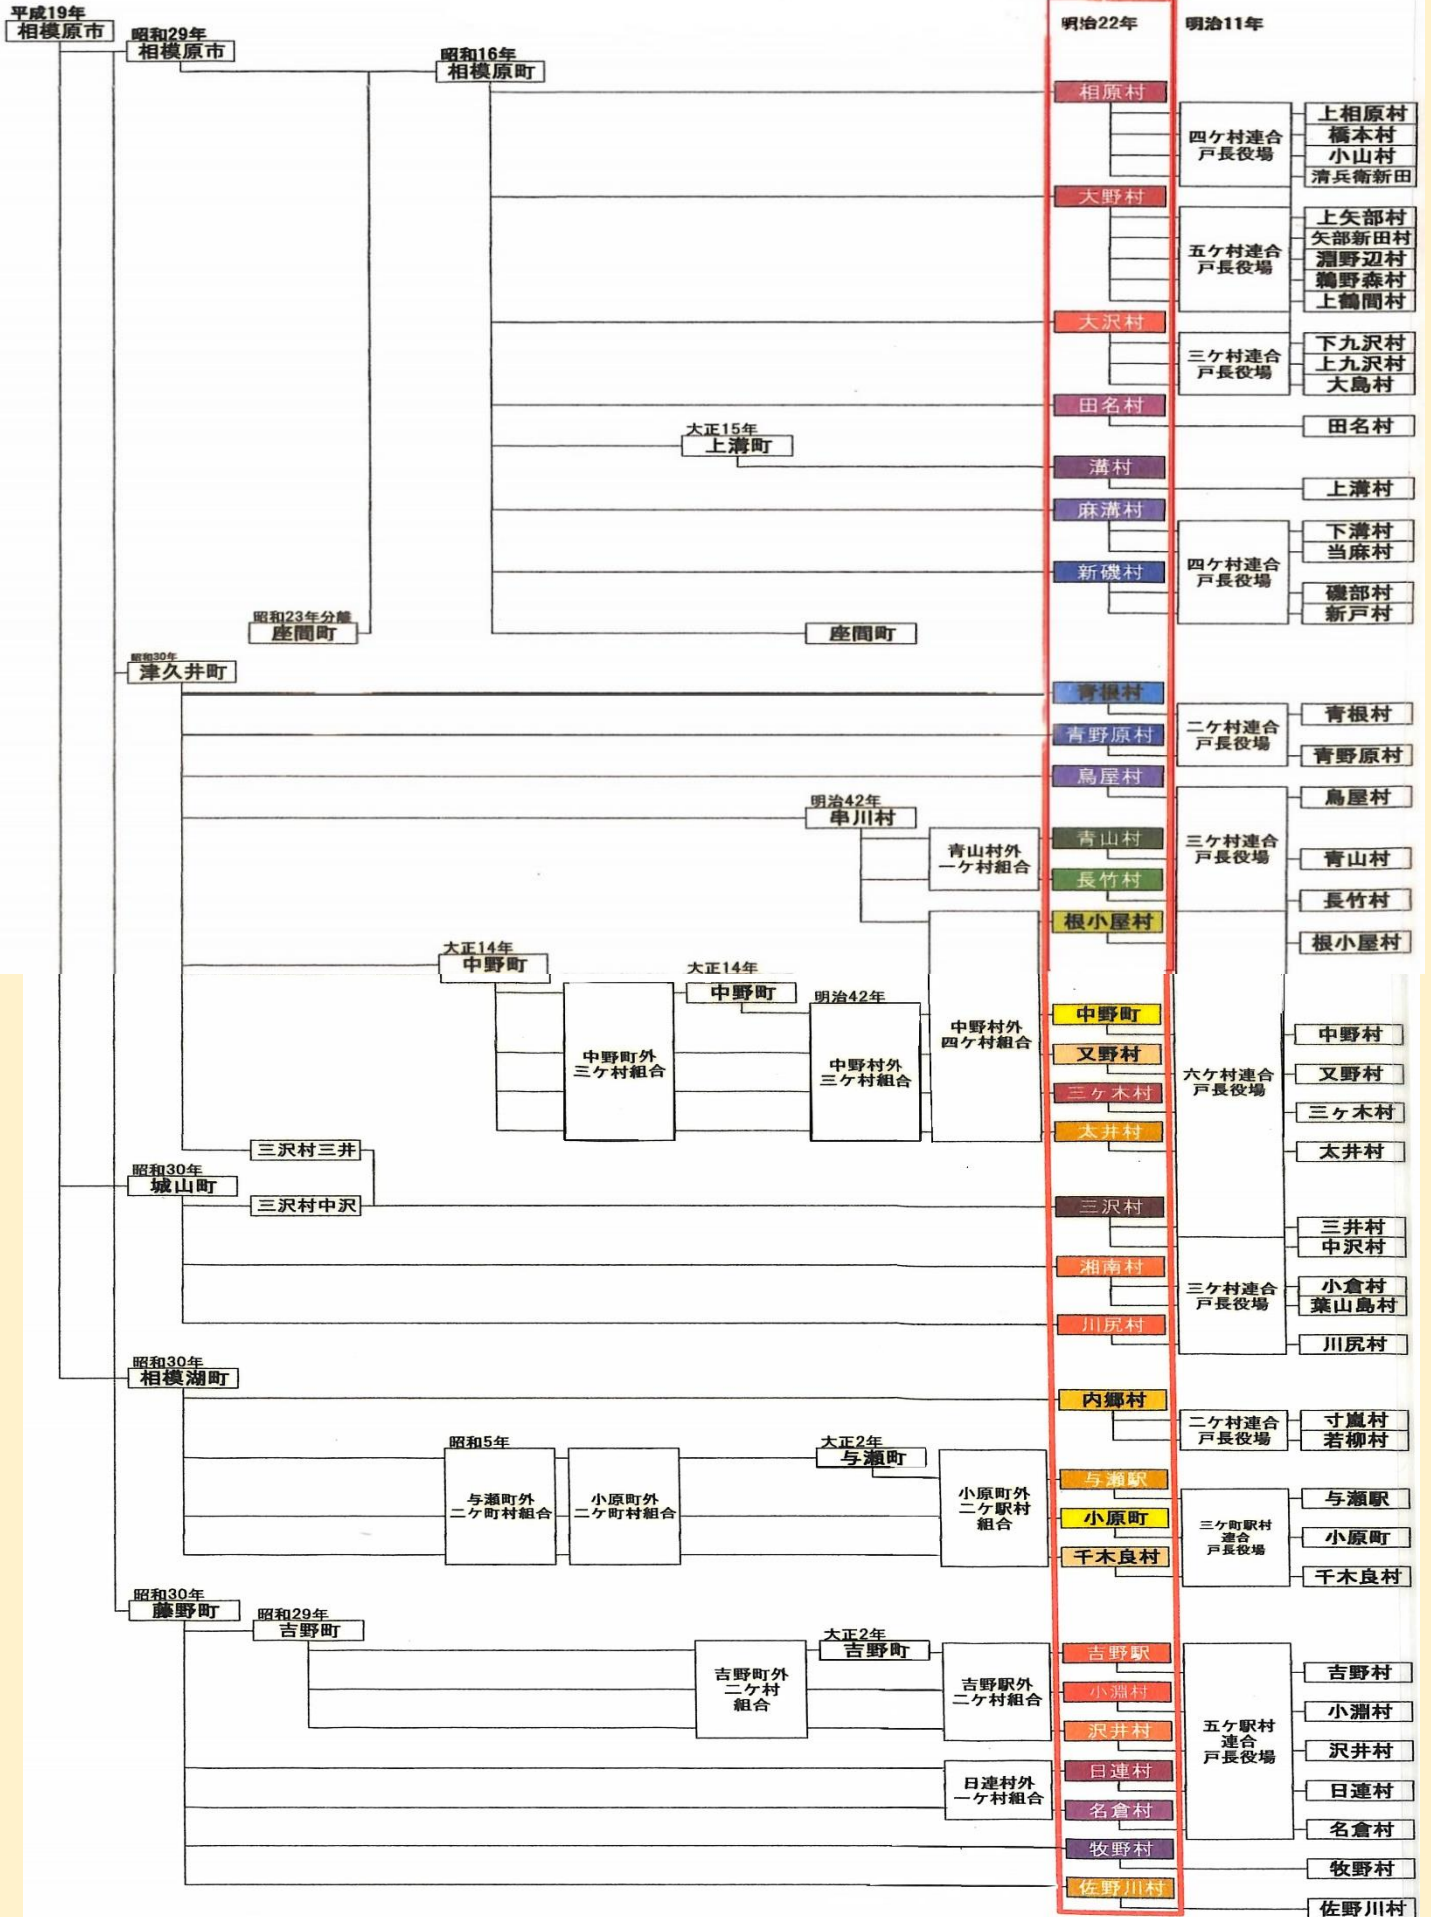 平成19年
相模原市
昭和29年
相模原市
昭和16年
相模原町
明治22年
明治11年
相原村
四ケ村連合
戸長役場
上相原村
橋本村
小山村
清兵衛新田
大野村
五ケ村連合
戸長役場
上矢部村
矢部新田村
淵野辺村
鵜野森村
上鶴間村
大沢村
三ケ村連合
戸長役場
下九沢村
上九沢村
大島村
田名村
田名村
大正15年
上溝町
溝村
上溝村
麻溝村
四ケ村連合
戸長役場
下溝村
当麻村
新磯村
磯部村
新戸村
昭和23年分離
座間町
座間町
昭和30年
津久井町
青根村
二ケ村連合
戸長役場
青根村
青野原村
青野原村
鳥屋村
三ケ村連合
戸長役場
鳥屋村
明治42年
串川村
青山村外
一ケ村組合
青山村
青山村
長竹村
長竹村
根小屋村
根小屋村
大正14年
中野町
中野町外
三ケ村組合
大正14年
中野町
明治42年
中野村外
三ケ村組合
中野村外
四ケ村組合
中野町
六ケ村連合
戸長役場
中野村
又野村
又野村
三ヶ木村
三ヶ木村
太井村
太井村
三沢村三井
昭和30年
城山町
三沢村中沢
三沢村
三井村
中沢村
湘南村
三ケ村連合
戸長役場
小倉村
葉山島村
川尻村
川尻村
昭和30年
相模湖町
内郷村
二ケ村連合
戸長役場
寸嵐村
若柳村
昭和5年
与瀬町外
二ケ町村組合
小原町外
二ケ町村組合
大正2年
与瀬町
小原町外
二ケ駅村
組合
与瀬駅
三ケ町駅村
連合
戸長役場
与瀬駅
小原町
小原町
千木良村
千木良村
昭和30年
藤野町
昭和29年
吉野町
吉野町外
二ケ村
組合
大正2年
吉野町
吉野駅外
二ケ村組合
吉野駅
五ケ駅村
連合
戸長役場
吉野村
小淵村
小淵村
沢井村
沢井村
日連村外
一ケ村組合
日連村
日連村
名倉村
名倉村
牧野村
牧野村
佐野川村
佐野川村